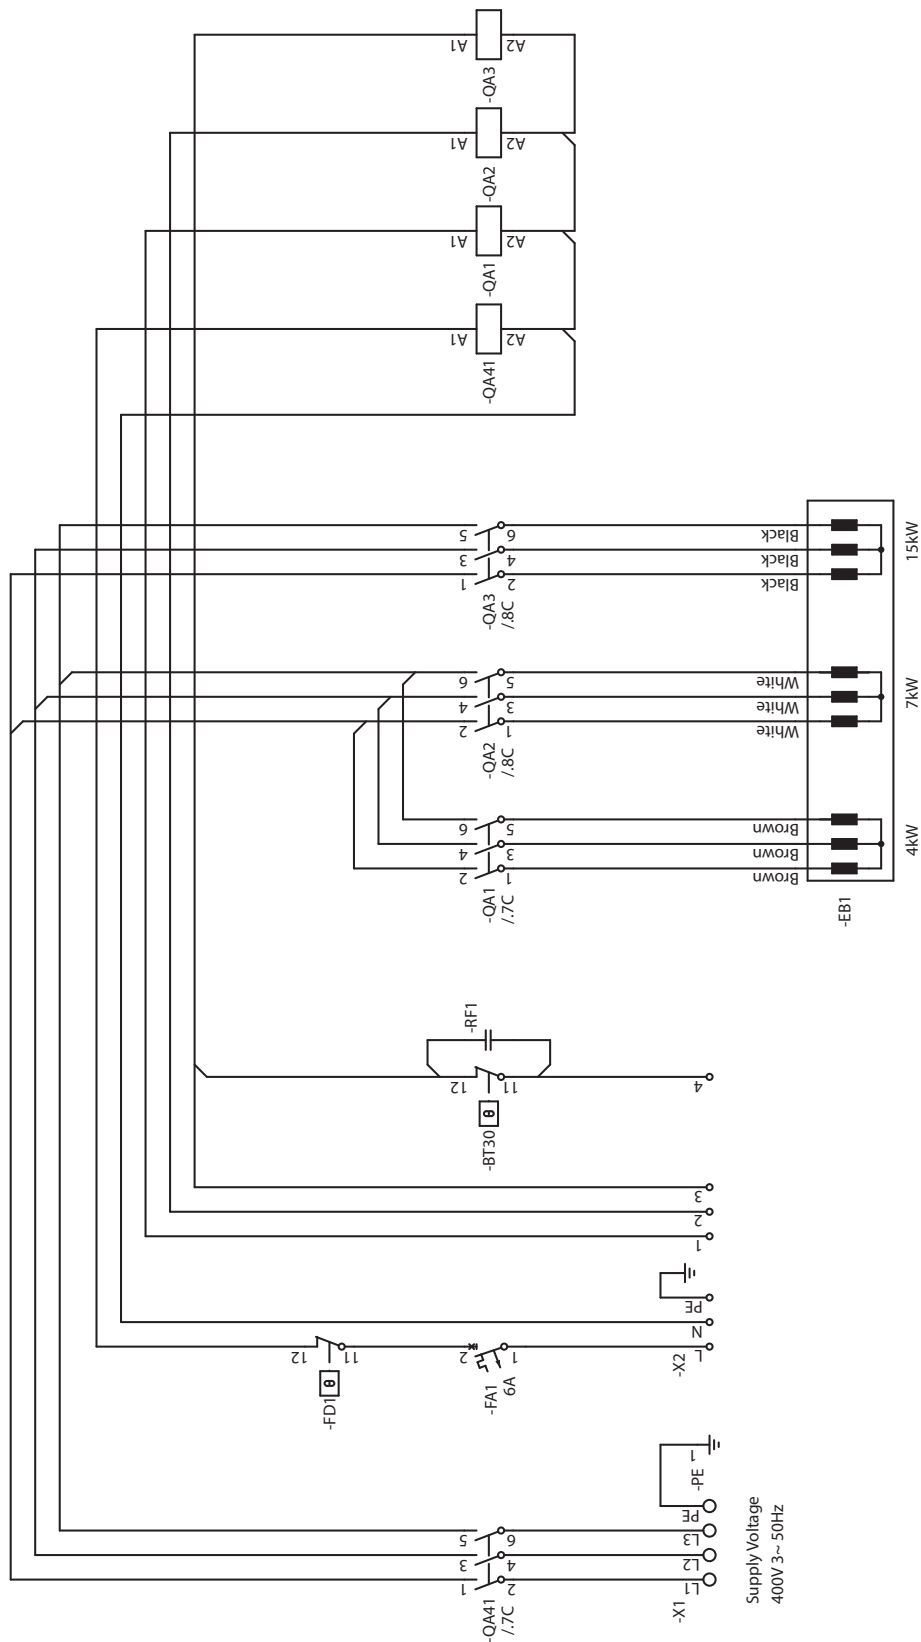 Supply Voltage
400V 3~ 50Hz
-X1
L1
L2
L3
PE
-PE
1
-QA41
/.7C
1
2
3
4
5
6
-X2
L
N
PE
1
2
3
4
-FA1
6A
1
2
-FD1
θ
11
12
-BT30
θ
11
12
-RF1
-QA1
/.7C
2
1
4
3
6
5
-QA2
/.8C
2
1
4
3
6
5
-QA3
/.8C
1
2
3
4
5
6
Brown
Brown
Brown
White
White
White
Black
Black
Black
-EB1
4kW
7kW
15kW
-QA41
A1
A2
-QA1
A1
A2
-QA2
A1
A2
-QA3
A1
A2